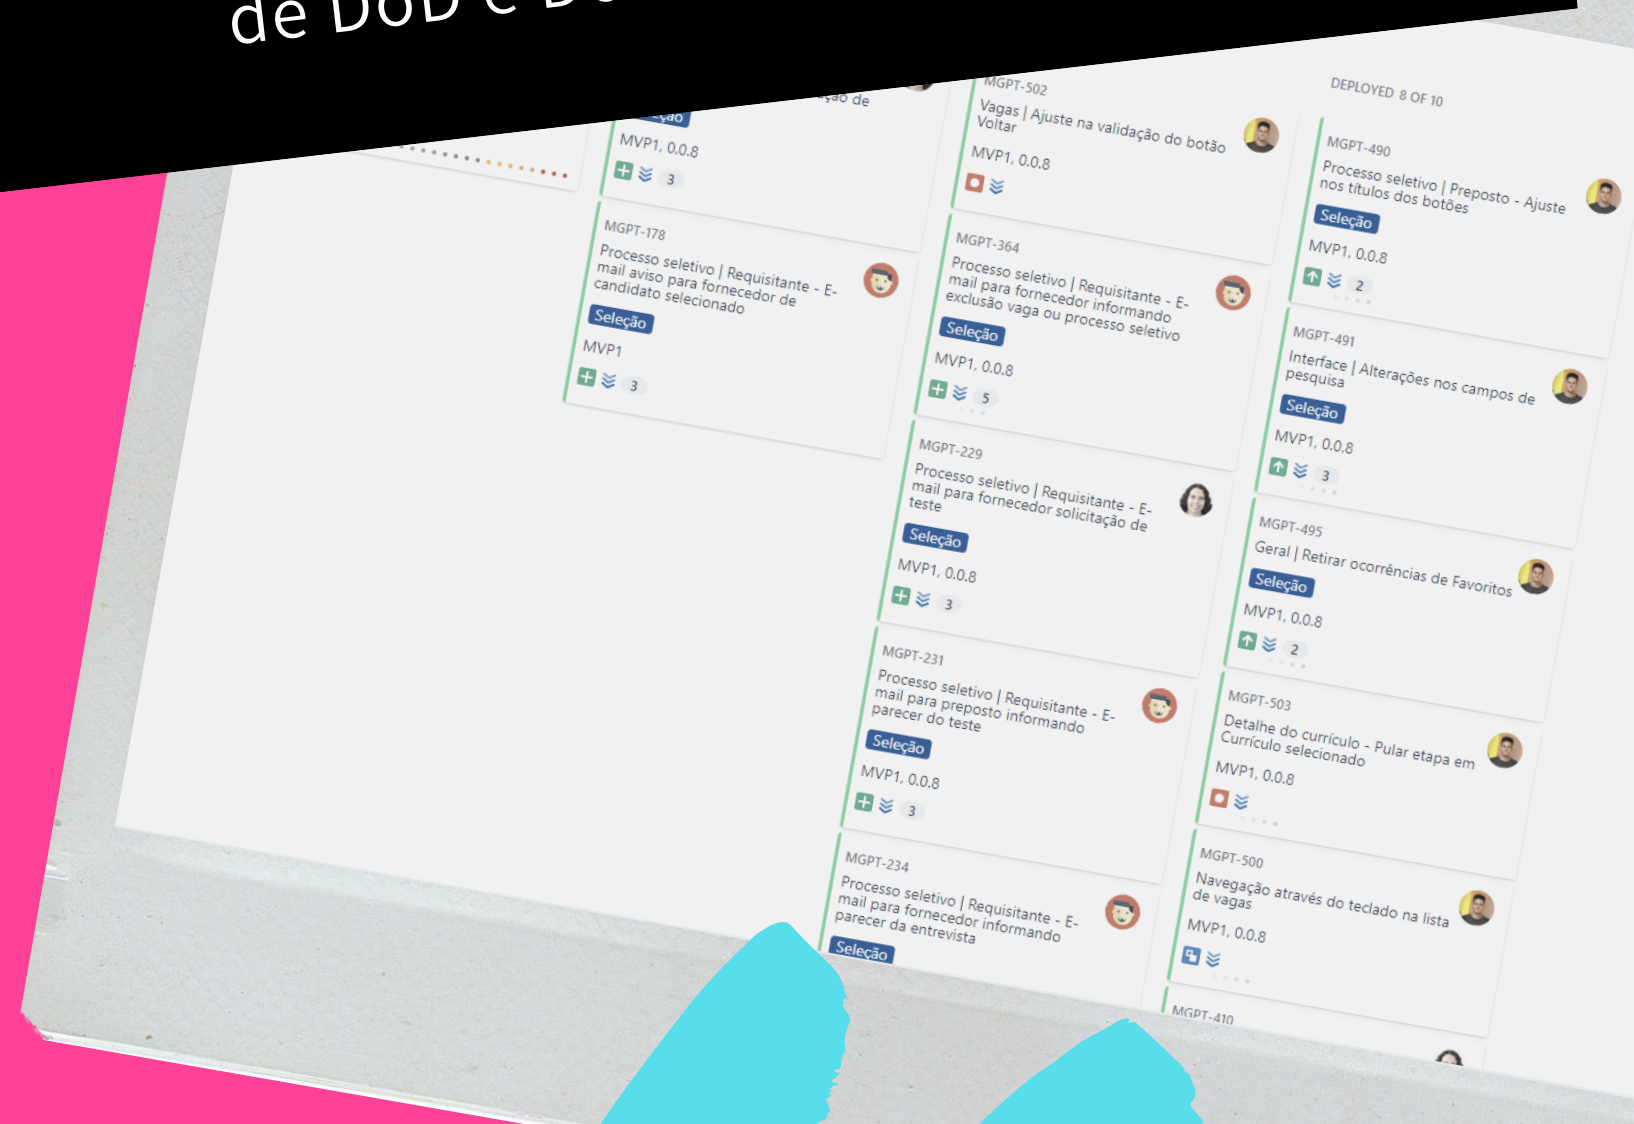 de DoD e
ção de
MVP1, 0.0.8
3
MGPT-178
Processo seletivo | Requisitante - E-
mail aviso para fornecedor de
candidato selecionado
Seleção
MVP1
3
MGPT-502
Vagas | Ajuste na validação do botão
Voltar
MVP1, 0.0.8
MGPT-364
Processo seletivo | Requisitante - E-
mail para fornecedor informando
exclusão vaga ou processo seletivo
Seleção
MVP1, 0.0.8
5
MGPT-229
Processo seletivo | Requisitante - E-
mail para fornecedor solicitação de
teste
Seleção
MVP1, 0.0.8
3
MGPT-231
Processo seletivo | Requisitante - E-
mail para preposto informando
parecer do teste
Seleção
MVP1, 0.0.8
3
MGPT-234
Processo seletivo | Requisitante - E-
mail para fornecedor informando
parecer da entrevista
Seleção
DEPLOYED 8 OF 10
MGPT-490
Processo seletivo | Preposto - Ajuste
nos títulos dos botões
Seleção
MVP1, 0.0.8
2
MGPT-491
Interface | Alterações nos campos de
pesquisa
Seleção
MVP1, 0.0.8
3
MGPT-495
Geral | Retirar ocorrências de Favoritos
Seleção
MVP1, 0.0.8
2
MGPT-503
Detalhe do currículo - Pular etapa em
Currículo selecionado
MVP1, 0.0.8
MGPT-500
Navegação através do teclado na lista
de vagas
MVP1, 0.0.8
MGPT-410